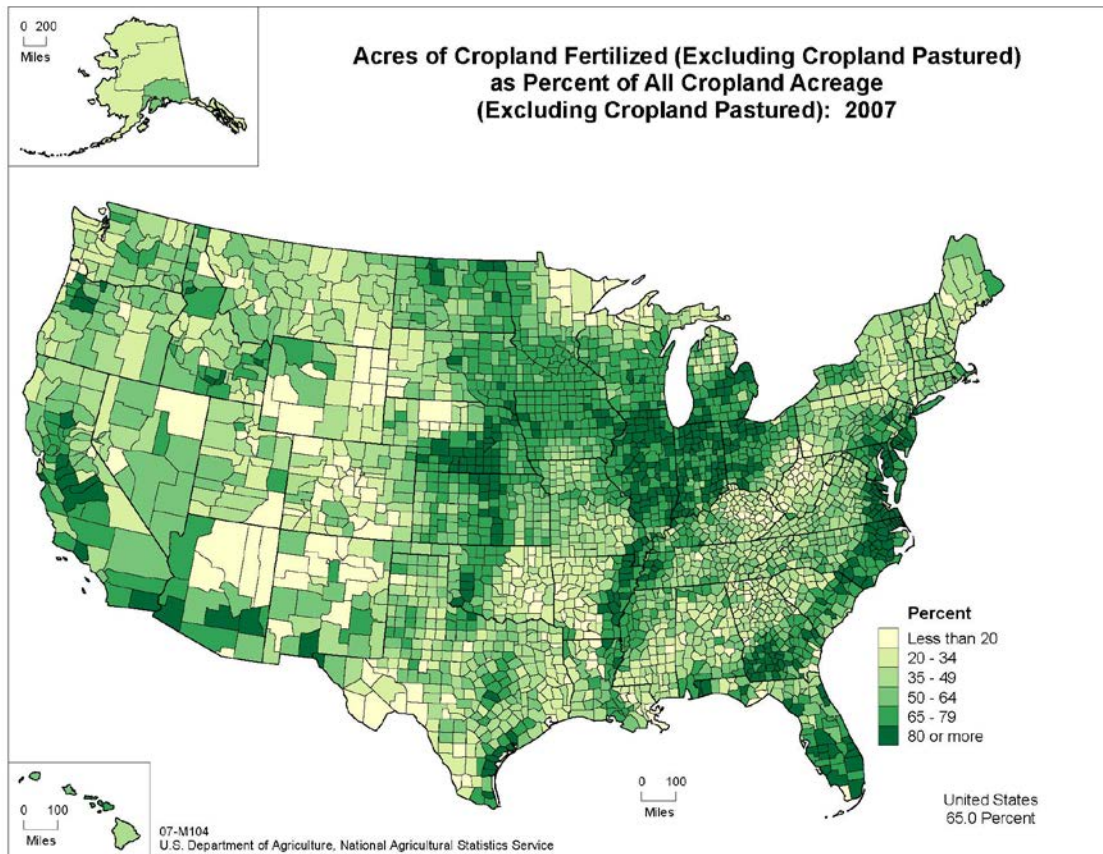 0 200
Miles
Acres of Cropland Fertilized (Excluding Cropland Pastured)
as Percent of All Cropland Acreage
(Excluding Cropland Pastured): 2007
Percent
Less than 20
20 - 34
35 - 49
50 - 64
65 - 79
80 or more
0 100
Miles
0 100
Miles
United States
65.0 Percent
07-M104
U.S. Department of Agriculture, National Agricultural Statistics Service